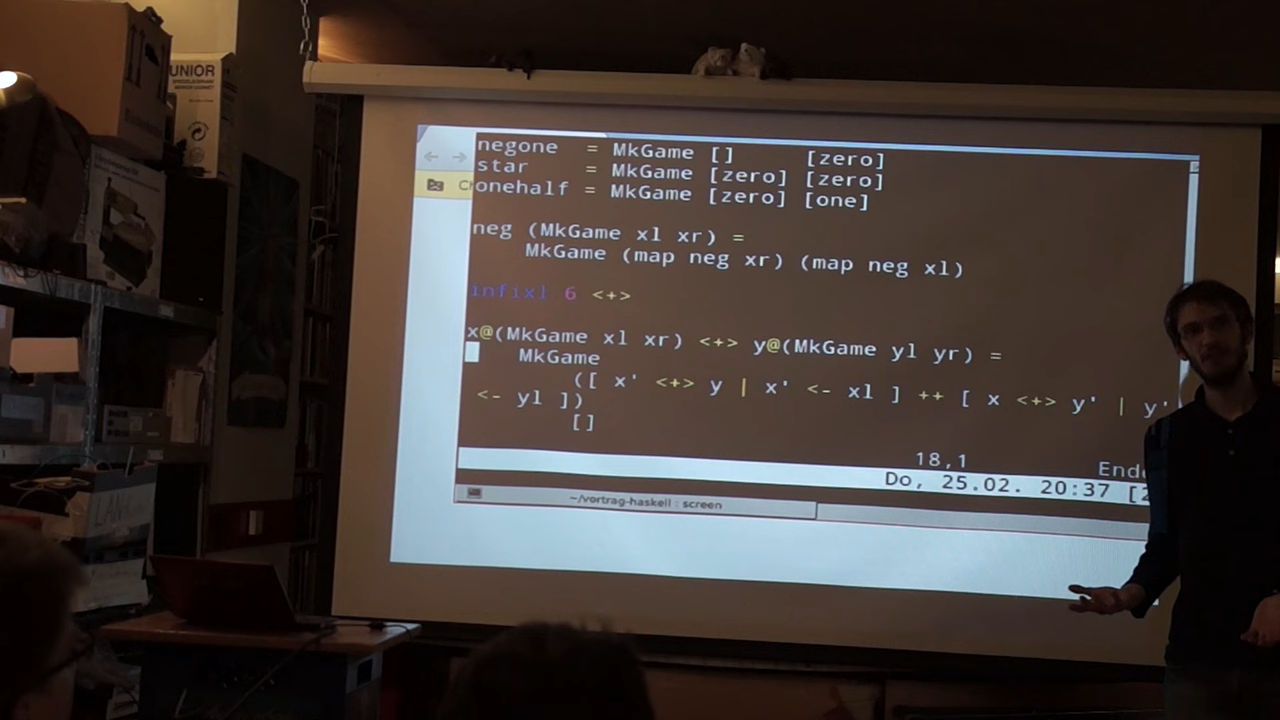 UNIOR
negone = MkGame [] [zero]
star = MkGame [zero] [zero]
onehalf = MkGame [zero] [one]
neg (MkGame xl xr) =
MkGame (map neg xr) (map neg xl)
infixl 6 <+>
x@(MkGame xl xr) <+> y@(MkGame yl yr) =
MkGame
([ x' <+> y | x' <- xl ] ++ [ x <+> y' | y'
<- yl ])
[]
18,1 Ende
Do, 25.02. 20:37 [2
~/vortrag-haskell : screen
LAN